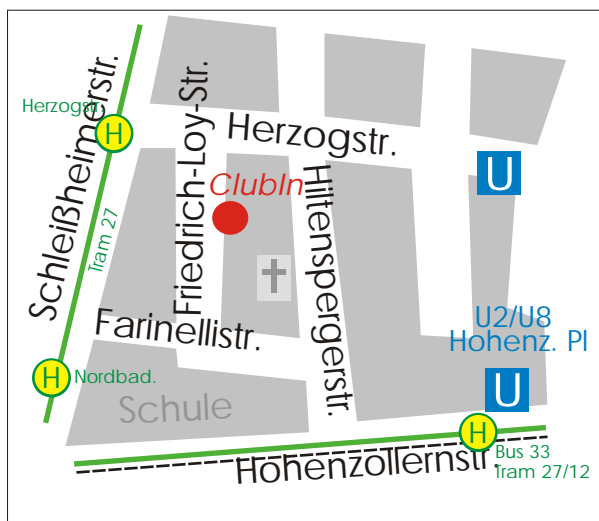 Herzogstr.
H
Schleißheimerstr.
Tram 27
Friedrich-Loy-Str.
Herzogstr.
ClubIn
Hiltenspergerstr.
U
Farinellistr.
U2/U8
Hohenz. Pl
H
Nordbad.
Schule
U
H
Hohenzollernstr.
Bus 33
Tram 27/12